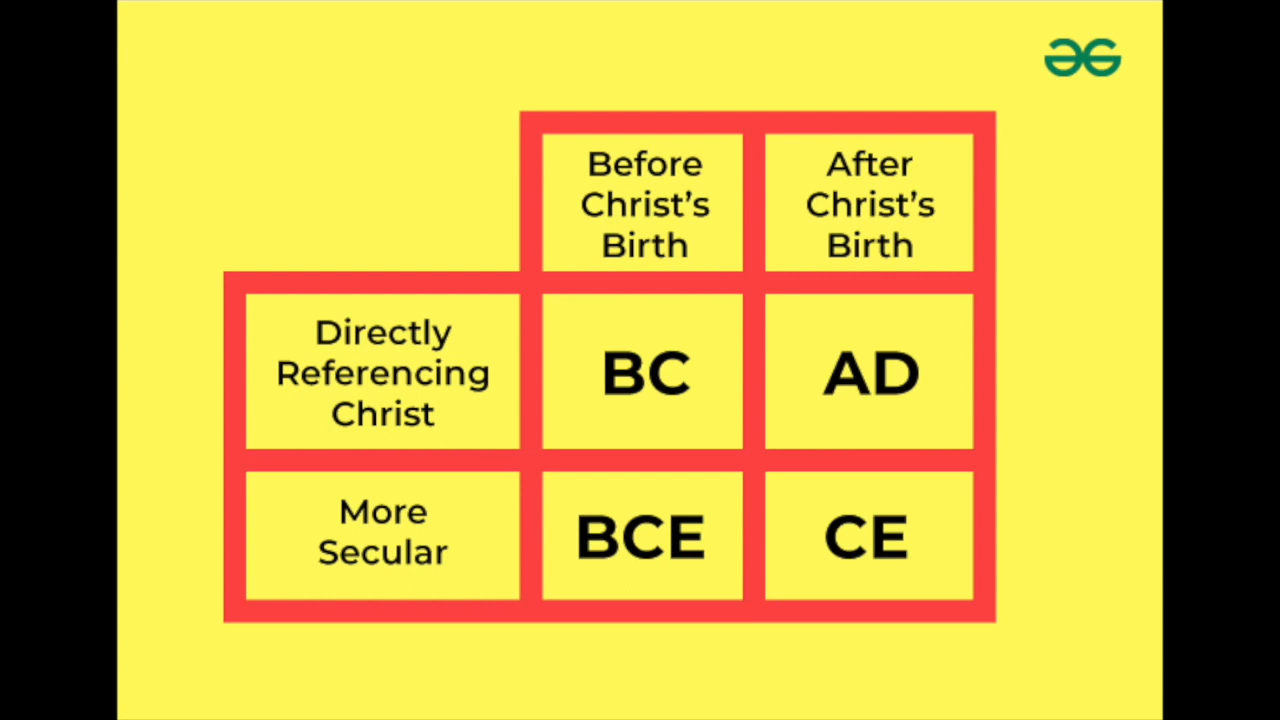 Before
Christ’s
Birth
After
Christ’s
Birth
Directly
Referencing
Christ
BC
AD
More
Secular
BCE
CE